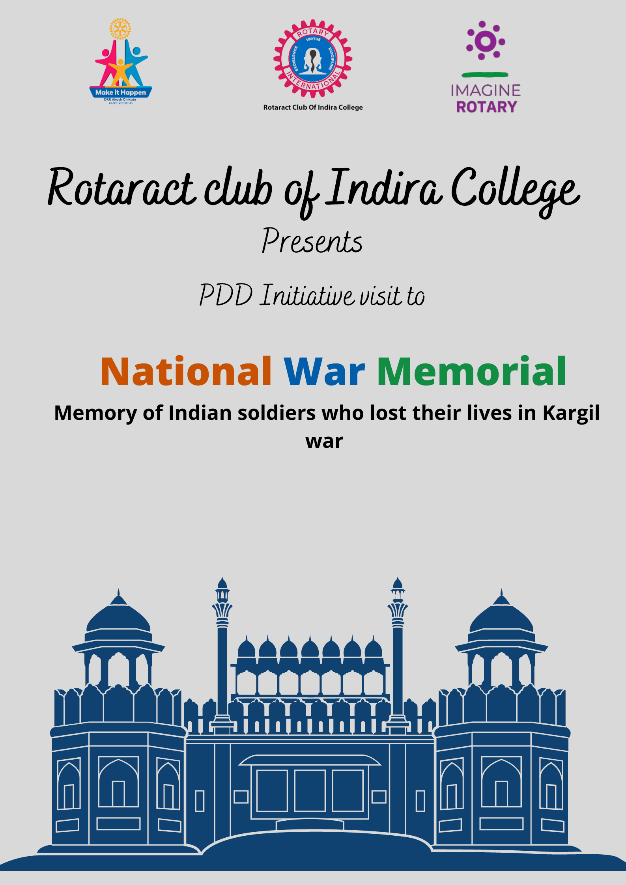 Make It Happen
ROTARY
INTERNATIONAL
Rotaract Club Of Indira College
IMAGINE
ROTARY
Rotaract club of Indira College
Presents
PDD Initiative visit to
National War Memorial
Memory of Indian soldiers who lost their lives in Kargil
war